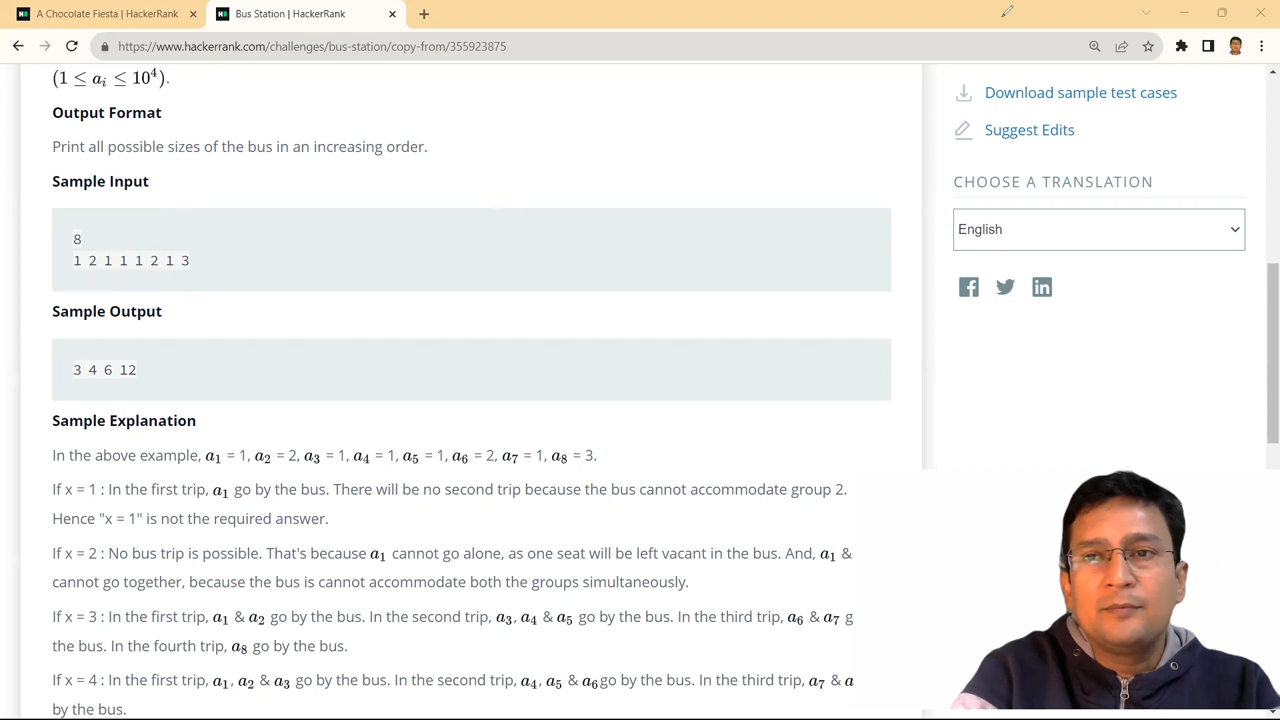 A Chocolate Fiesta | HackerRank
Bus Station | HackerRank
https://www.hackerrank.com/challenges/bus-station/copy-from/355923875
(1 ≤ aᵢ ≤ 10⁴).
Output Format
Print all possible sizes of the bus in an increasing order.
Sample Input
8
1 2 1 1 1 2 1 3
Sample Output
3 4 6 12
Sample Explanation
In the above example, a₁ = 1, a₂ = 2, a₃ = 1, a₄ = 1, a₅ = 1, a₆ = 2, a₇ = 1, a₈ = 3.
If x = 1 : In the first trip, a₁ go by the bus. There will be no second trip because the bus cannot accommodate group 2.
Hence "x = 1" is not the required answer.
If x = 2 : No bus trip is possible. That's because a₁ cannot go alone, as one seat will be left vacant in the bus. And, a₁ &
cannot go together, because the bus is cannot accommodate both the groups simultaneously.
If x = 3 : In the first trip, a₁ & a₂ go by the bus. In the second trip, a₃, a₄ & a₅ go by the bus. In the third trip, a₆ & a₇ g
the bus. In the fourth trip, a₈ go by the bus.
If x = 4 : In the first trip, a₁, a₂ & a₃ go by the bus. In the second trip, a₄, a₅ & a₆go by the bus. In the third trip, a₇ & a
by the bus.
Download sample test cases
Suggest Edits
CHOOSE A TRANSLATION
English